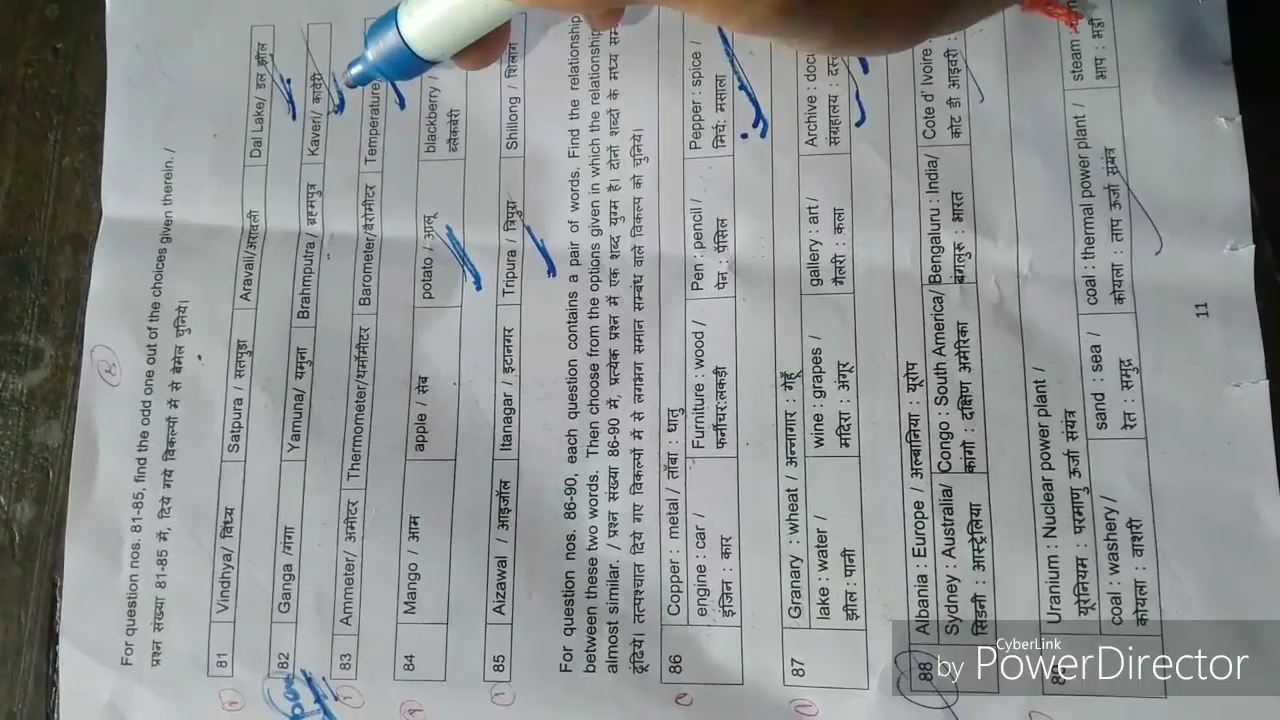 For question nos. 81-85, find the odd one out of the choices given therein. /
प्रश्न संख्या 81-85 में, दिये गये विकल्पों में से बेमेल चुनिये।
81 Vindhya/ विंध्य Satpura / सतपुडा Aravali/अरावली Dal Lake/ डल झील
82 Ganga /गंगा Yamuna/ यमुना Brahmputra / ब्रह्मपुत्र Kaveri/ कावेरी
83 Ammeter/ अमीटर Thermometer/थर्मोमीटर Barometer/बैरोमीटर Temperature/
84 Mango / आम apple / सेब potato / आलू blackberry /
ब्लैकबेरी
85 Aizawal / आइज़ॉल Itanagar / इटानगर Tripura / त्रिपुरा Shillong / शिलांग
For question nos. 86-90, each question contains a pair of words. Find the relationship
between these two words. Then choose from the options given in which the relationship
almost similar. / प्रश्न संख्या 86-90 में, प्रत्येक प्रश्न में एक शब्द युग्म है। दोनों शब्दों के मध्य
ढूंढिये। तत्पश्चात दिये गए विकल्पों में से लगभग समान सम्बंध वाले विकल्प को चुनिये।
86 Copper : metal / ताँबा : धातु
engine : car / Furniture : wood / Pen : pencil / Pepper : spice /
इंजिन : कार फर्नीचर:लकड़ी पेन : पेंसिल मिर्च: मसाला
87 Granary : wheat / अन्नागार : गेहूँ
lake : water / wine : grapes / gallery : art / Archive :
झील : पानी मदिरा : अंगूर गैलरी : कला संग्रहालय :
88 Albania : Europe / अल्बानिया : यूरोप
Sydney : Australia/ Congo : South America/ Bengaluru : India/ Cote d' Ivoire :
सिडनी : आस्ट्रेलिया कांगो : दक्षिण अमेरिका बंगलुरु : भारत कोट डी आइवरी :
Uranium : Nuclear power plant /
यूरेनियम : परमाणु ऊर्जा संयंत्र
coal : washery / sand : sea / coal : thermal power plant / steam :
कोयला : वाशरी रेत : समुद्र कोयला : ताप ऊर्जा संयंत्र भाप : भट्टी
11
CyberLink
by PowerDirector